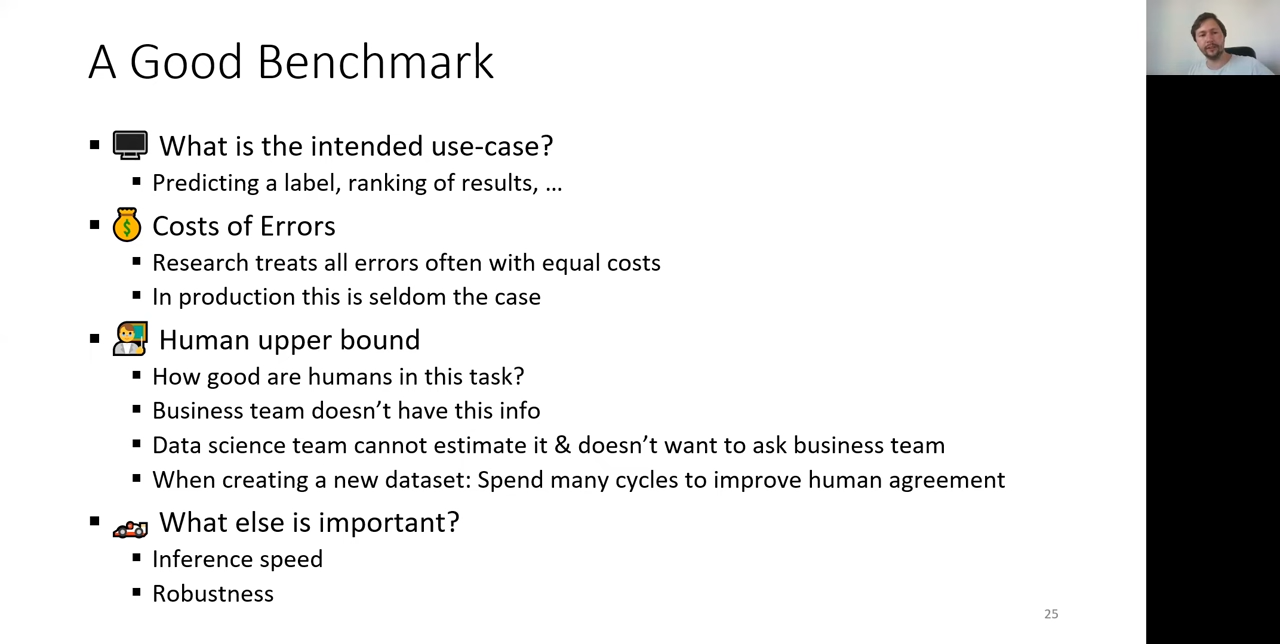 A Good Benchmark
What is the intended use-case?
Predicting a label, ranking of results, …
Costs of Errors
Research treats all errors often with equal costs
In production this is seldom the case
Human upper bound
How good are humans in this task?
Business team doesn’t have this info
Data science team cannot estimate it & doesn’t want to ask business team
When creating a new dataset: Spend many cycles to improve human agreement
What else is important?
Inference speed
Robustness
25